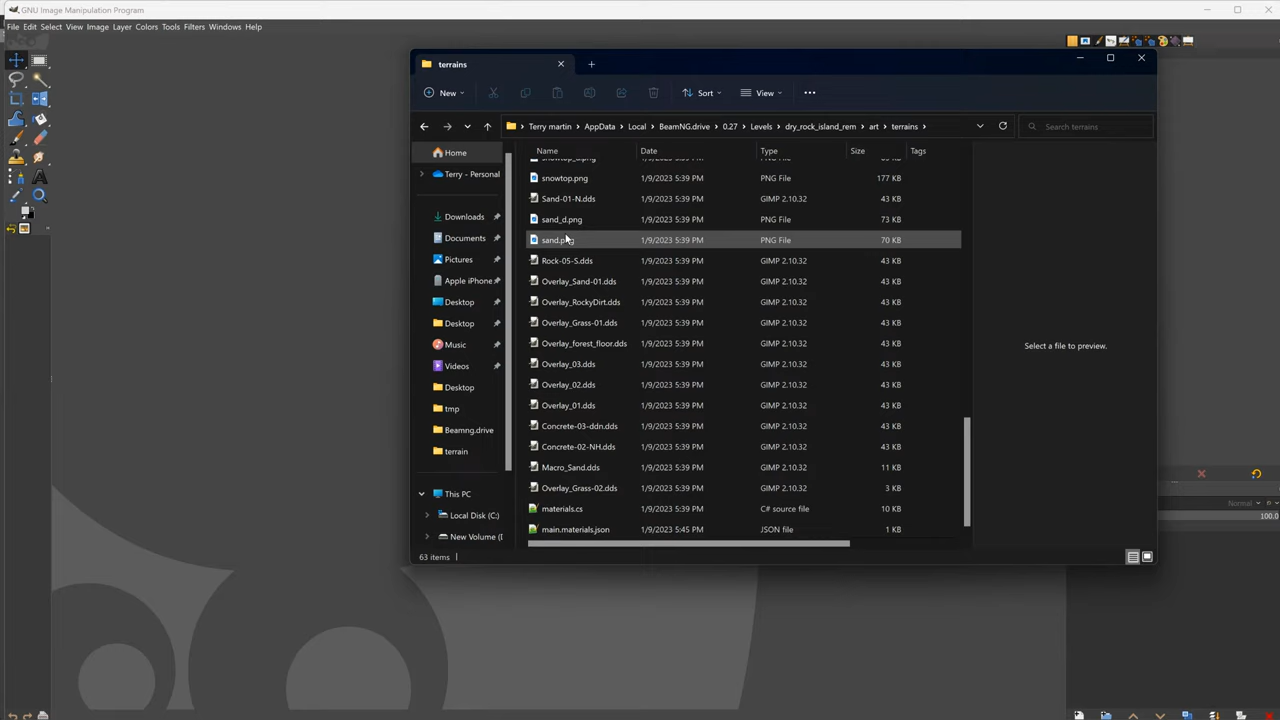 GNU Image Manipulation Program
File Edit Select View Image Layer Colors Tools Filters Windows Help
terrains
New Sort View
Terry martin AppData Local BeamNG.drive 0.27 Levels dry_rock_island_rem art terrains Search terrains
Name Date Type Size Tags
snowtop.png 1/9/2023 5:39 PM PNG File 177 KB
Sand-01-N.dds 1/9/2023 5:39 PM GIMP 2.10.32 43 KB
sand_d.png 1/9/2023 5:39 PM PNG File 73 KB
sand.png 1/9/2023 5:39 PM PNG File 70 KB
Rock-05-S.dds 1/9/2023 5:39 PM GIMP 2.10.32 43 KB
Overlay_Sand-01.dds 1/9/2023 5:39 PM GIMP 2.10.32 43 KB
Overlay_RockyDirt.dds 1/9/2023 5:39 PM GIMP 2.10.32 43 KB
Overlay_Grass-01.dds 1/9/2023 5:39 PM GIMP 2.10.32 43 KB
Overlay_forest_floor.dds 1/9/2023 5:39 PM GIMP 2.10.32 43 KB
Overlay_03.dds 1/9/2023 5:39 PM GIMP 2.10.32 43 KB
Overlay_02.dds 1/9/2023 5:39 PM GIMP 2.10.32 43 KB
Overlay_01.dds 1/9/2023 5:39 PM GIMP 2.10.32 43 KB
Concrete-03-ddn.dds 1/9/2023 5:39 PM GIMP 2.10.32 43 KB
Concrete-02-NH.dds 1/9/2023 5:39 PM GIMP 2.10.32 43 KB
Macro_Sand.dds 1/9/2023 5:39 PM GIMP 2.10.32 11 KB
Overlay_Grass-02.dds 1/9/2023 5:39 PM GIMP 2.10.32 3 KB
materials.cs 1/9/2023 5:39 PM C# source file 10 KB
main.materials.json 1/9/2023 5:45 PM JSON file 1 KB
Home
Terry - Personal
Downloads
Documents
Pictures
Apple iPhone
Desktop
Desktop
Music
Videos
Desktop
tmp
Beamng.drive
terrain
This PC
Local Disk (C:)
New Volume (
Select a file to preview.
63 items
Normal
100.0